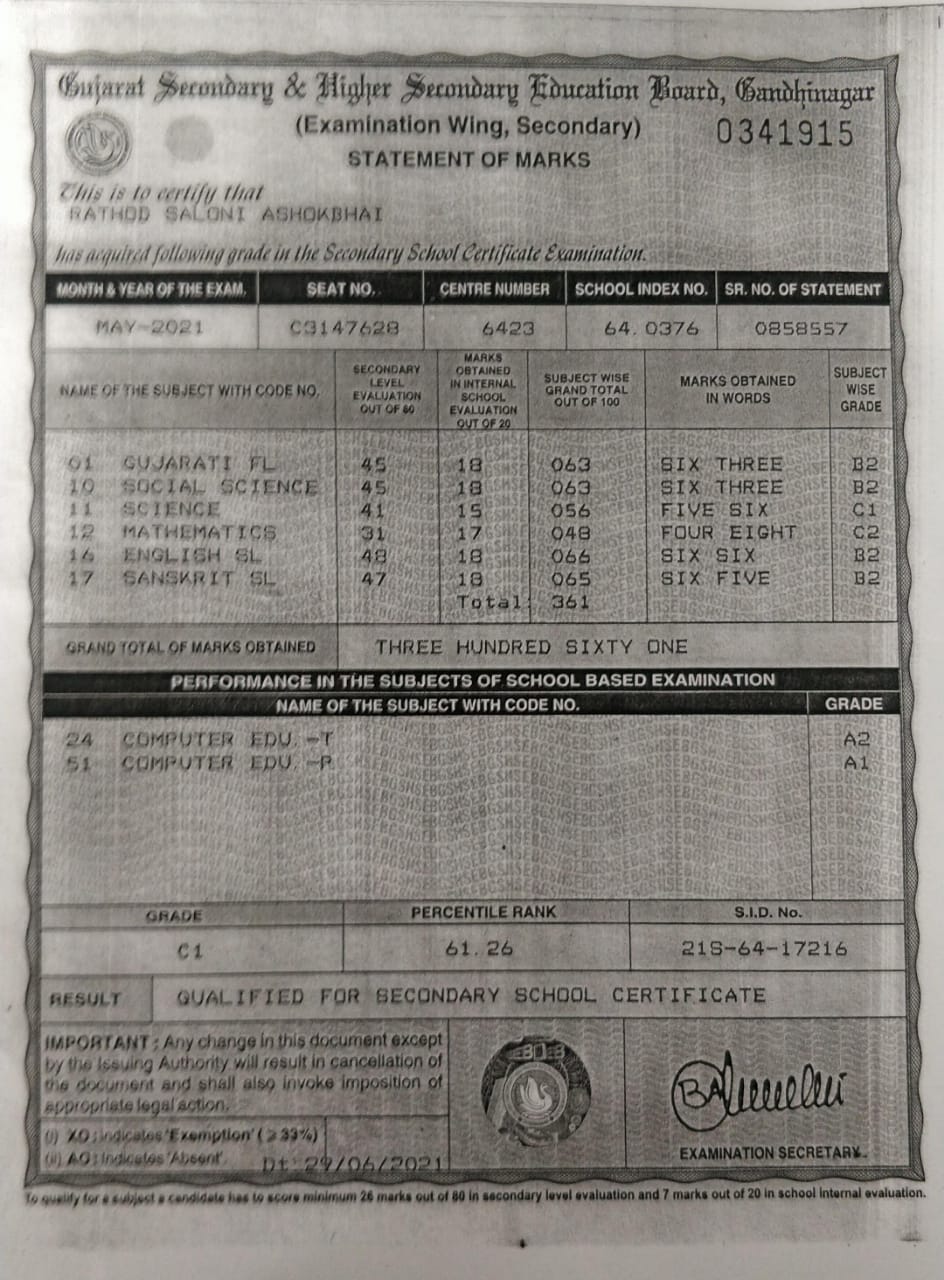 Gujarat Secondary & Higher Secondary Education Board, Gandhinagar
(Examination Wing, Secondary) 0341915
STATEMENT OF MARKS
This is to certify that
RATHOD SALONI ASHOKBHAI
has acquired following grade in the Secondary School Certificate Examination.
MONTH & YEAR OF THE EXAM. SEAT NO. CENTRE NUMBER SCHOOL INDEX NO. SR. NO. OF STATEMENT
MAY-2021 C3147628 6423 64.0376 0858557
NAME OF THE SUBJECT WITH CODE NO. SECONDARY LEVEL EVALUATION OUT OF 80 MARKS OBTAINED IN INTERNAL SCHOOL EVALUATION OUT OF 20 SUBJECT WISE GRAND TOTAL OUT OF 100 MARKS OBTAINED IN WORDS SUBJECT WISE GRADE
01 GUJARATI FL 45 18 063 SIX THREE B2
10 SOCIAL SCIENCE 45 18 063 SIX THREE B2
11 SCIENCE 41 15 056 FIVE SIX C1
12 MATHEMATICS 31 17 048 FOUR EIGHT C2
16 ENGLISH SL 48 18 066 SIX SIX B2
17 SANSKRIT SL 47 18 065 SIX FIVE B2
Total: 361
GRAND TOTAL OF MARKS OBTAINED THREE HUNDRED SIXTY ONE
PERFORMANCE IN THE SUBJECTS OF SCHOOL BASED EXAMINATION
NAME OF THE SUBJECT WITH CODE NO. GRADE
24 COMPUTER EDU. -T A2
51 COMPUTER EDU. -P A1
GRADE PERCENTILE RANK S.I.D. No.
C1 61.26 21S-64-17216
RESULT QUALIFIED FOR SECONDARY SCHOOL CERTIFICATE
IMPORTANT : Any change in this document except
by the Issuing Authority will result in cancellation of
the document and shall also invoke imposition of
appropriate legal action.
(i) XO : Indicates 'Exemption' (≥ 33%)
(ii) AO : Indicates 'Absent'. Dt: 29/06/2021
EXAMINATION SECRETARY
To qualify for a subject a candidate has to score minimum 26 marks out of 80 in secondary level evaluation and 7 marks out of 20 in school internal evaluation.